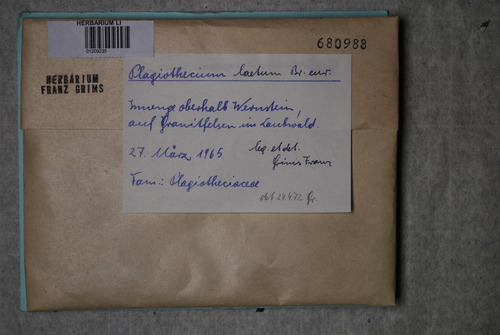 HERBARIUM LI
680988
HERBARIUM
FRANZ GRIMS
Plagiothecium laetum Br. eur.
Innenge oberhalb Wernstein,
auf Granitfelsen im Laubwald.
27. März, 1965 leg. et det.
Grims Franz
Fam.: Plagiotheciaceae